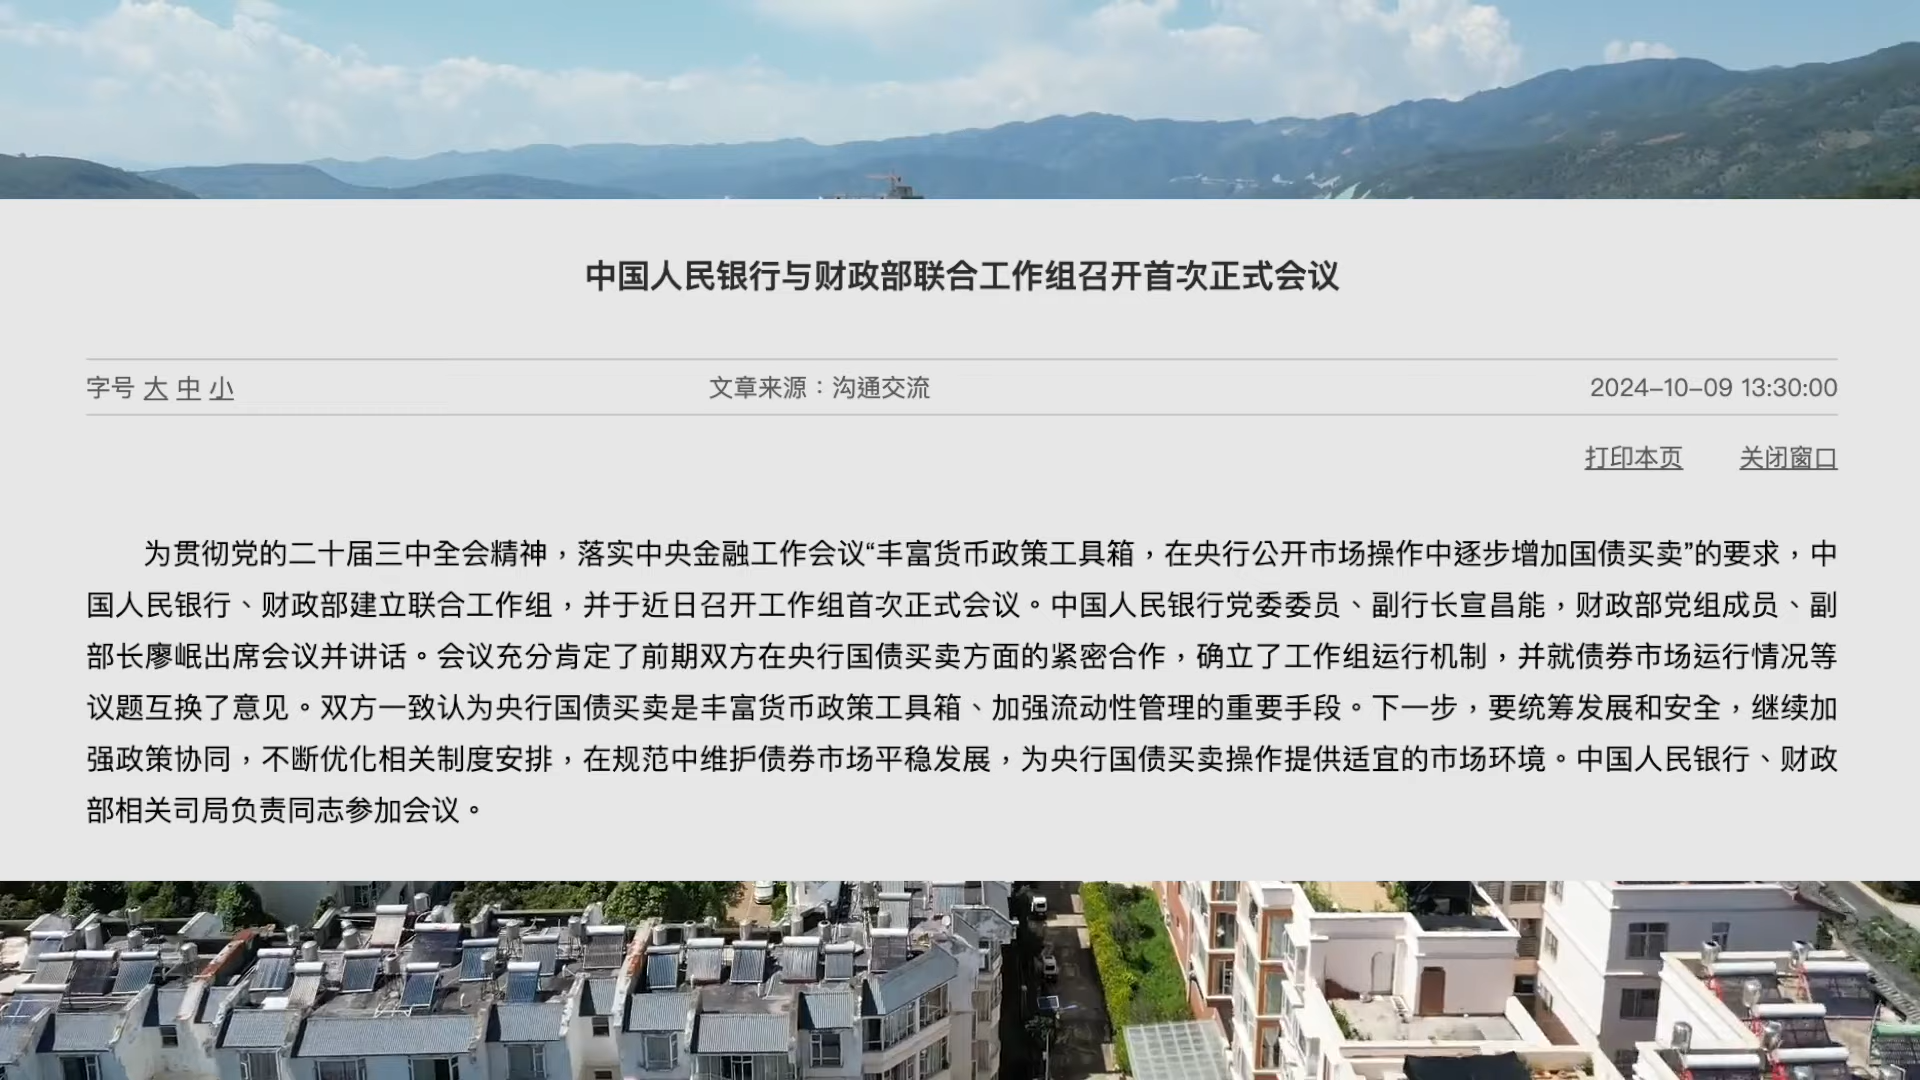 中国人民银行与财政部联合工作组召开首次正式会议
字号 大 中 小 文章来源：沟通交流 2024-10-09 13:30:00
打印本页 关闭窗口
为贯彻党的二十届三中全会精神，落实中央金融工作会议“丰富货币政策工具箱，在央行公开市场操作中逐步增加国债买卖”的要求，中
国人民银行、财政部建立联合工作组，并于近日召开工作组首次正式会议。中国人民银行党委委员、副行长宣昌能，财政部党组成员、副
部长廖岷出席会议并讲话。会议充分肯定了前期双方在央行国债买卖方面的紧密合作，确立了工作组运行机制，并就债券市场运行情况等
议题互换了意见。双方一致认为央行国债买卖是丰富货币政策工具箱、加强流动性管理的重要手段。下一步，要统筹发展和安全，继续加
强政策协同，不断优化相关制度安排，在规范中维护债券市场平稳发展，为央行国债买卖操作提供适宜的市场环境。中国人民银行、财政
部相关司局负责同志参加会议。